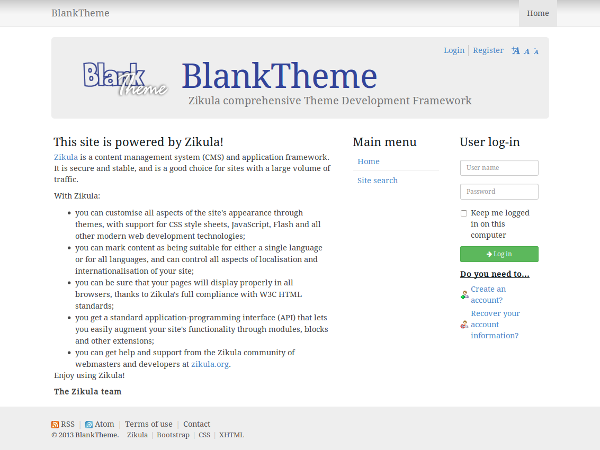 BlankTheme
Home
Login Register A A A
Blank Theme
BlankTheme
Zikula comprehensive Theme Development Framework
This site is powered by Zikula!
Zikula is a content management system (CMS) and application framework.
It is secure and stable, and is a good choice for sites with a large volume of
traffic.
With Zikula:
you can customise all aspects of the site's appearance through
themes, with support for CSS style sheets, JavaScript, Flash and all
other modern web development technologies;
you can mark content as being suitable for either a single language
or for all languages, and can control all aspects of localisation and
internationalisation of your site;
you can be sure that your pages will display properly in all
browsers, thanks to Zikula's full compliance with W3C HTML
standards;
you get a standard application-programming interface (API) that lets
you easily augment your site's functionality through modules, blocks
and other extensions;
you can get help and support from the Zikula community of
webmasters and developers at zikula.org.
Enjoy using Zikula!
The Zikula team
Main menu
Home
Site search
User log-in
User name
Password
Keep me logged
in on this
computer
Log in
Do you need to...
Create an
account?
Recover your
account
information?
RSS | Atom | Terms of use | Contact
© 2013 BlankTheme. Zikula | Bootstrap | CSS | XHTML